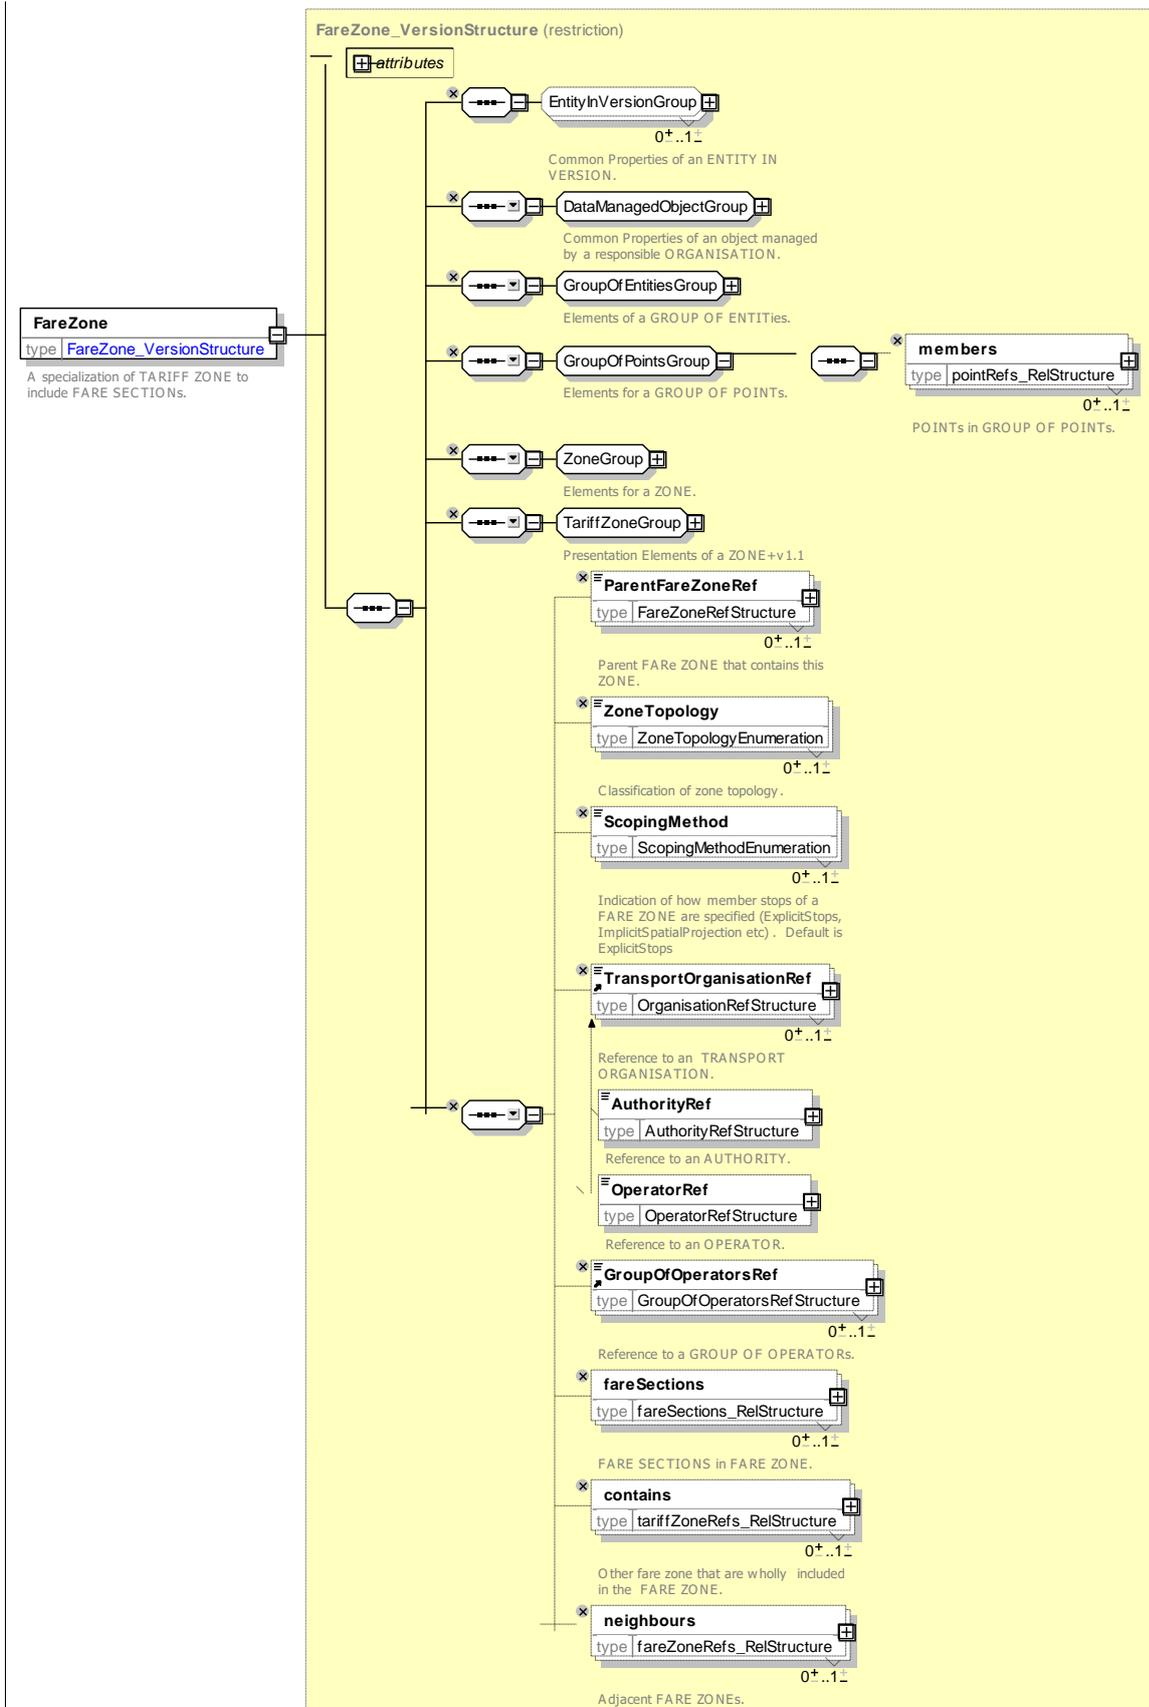 FareZone_VersionStructure (restriction)
attributes
EntityInVersionGroup
0..1
Common Properties of an ENTITY IN
VERSION.
DataManagedObjectGroup
Common Properties of an object managed
by a responsible ORGANISATION.
GroupOfEntitiesGroup
Elements of a GROUP OF ENTITies.
FareZone
type FareZone_VersionStructure
A specialization of TARIFF ZONE to
include FARE SECTIONs.
GroupOfPointsGroup
Elements for a GROUP OF POINTs.
members
type pointRefs_RelStructure
0..1
POINTs in GROUP OF POINTs.
ZoneGroup
Elements for a ZONE.
TariffZoneGroup
Presentation Elements of a ZONE+v1.1
ParentFareZoneRef
type FareZoneRefStructure
0..1
Parent FARe ZONE that contains this
ZONE.
ZoneTopology
type ZoneTopologyEnumeration
0..1
Classification of zone topology.
ScopingMethod
type ScopingMethodEnumeration
0..1
Indication of how member stops of a
FARE ZONE are specified (ExplicitStops,
ImplicitSpatialProjection etc) . Default is
ExplicitStops
TransportOrganisationRef
type OrganisationRefStructure
0..1
Reference to an TRANSPORT
ORGANISATION.
AuthorityRef
type AuthorityRefStructure
Reference to an AUTHORITY.
OperatorRef
type OperatorRefStructure
Reference to an OPERATOR.
GroupOfOperatorsRef
type GroupOfOperatorsRefStructure
0..1
Reference to a GROUP OF OPERATORs.
fareSections
type fareSections_RelStructure
0..1
FARE SECTIONS in FARE ZONE.
contains
type tariffZoneRefs_RelStructure
0..1
Other fare zone that are wholly included
in the FARE ZONE.
neighbours
type fareZoneRefs_RelStructure
0..1
Adjacent FARE ZONEs.